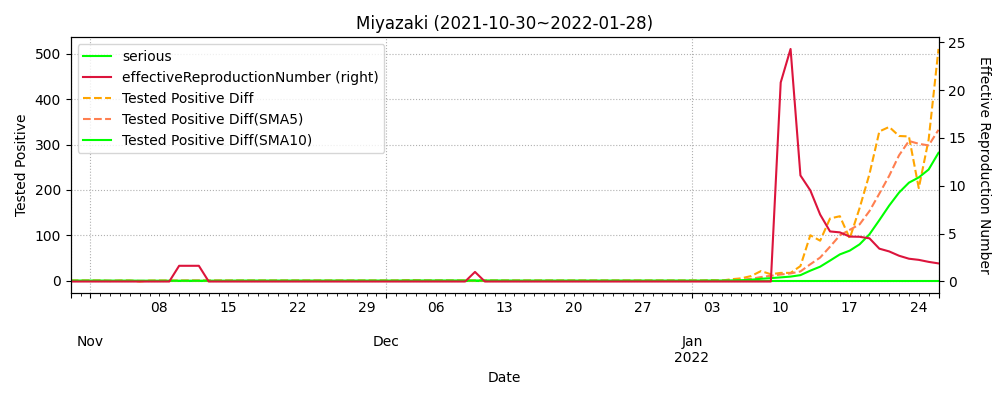 Miyazaki (2021-10-30~2022-01-28)
serious
effectiveReproductionNumber (right)
Tested Positive Diff
Tested Positive Diff(SMA5)
Tested Positive Diff(SMA10)
Tested Positive
500
400
300
200
100
0
25
20
15
10
5
0
Effective Reproduction Number
08 15 22 29 06 13 20 27 03 10 17 24
Nov Dec Jan
2022
Date